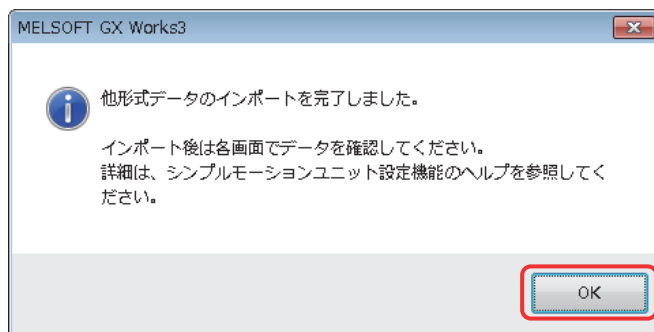 MELSOFT GX Works3
他形式データのインポートを完了しました。
インポート後は各画面でデータを確認してください。
詳細は、シンプルモーションユニット設定機能のヘルプを参照してく
ださい。
OK